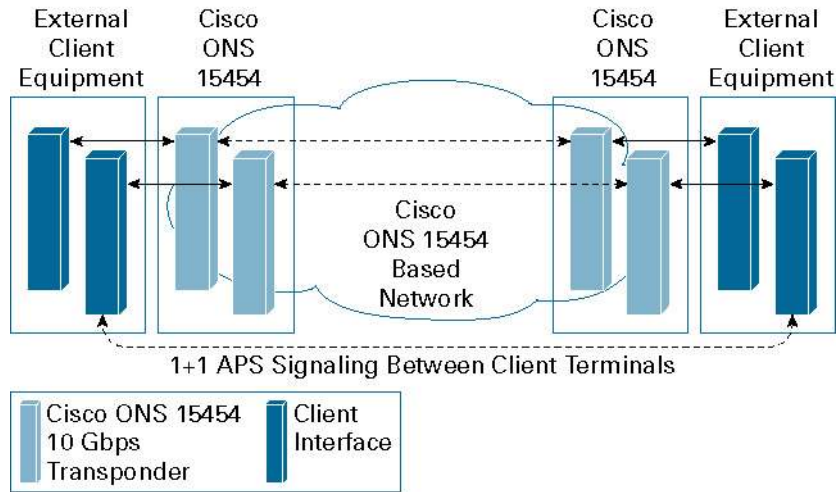 External
Client
Equipment
Cisco
ONS
15454
Cisco
ONS
15454
External
Client
Equipment
Cisco
ONS 15454
Based
Network
1+1 APS Signaling Between Client Terminals
Cisco ONS 15454
10 Gbps
Transponder
Client
Interface